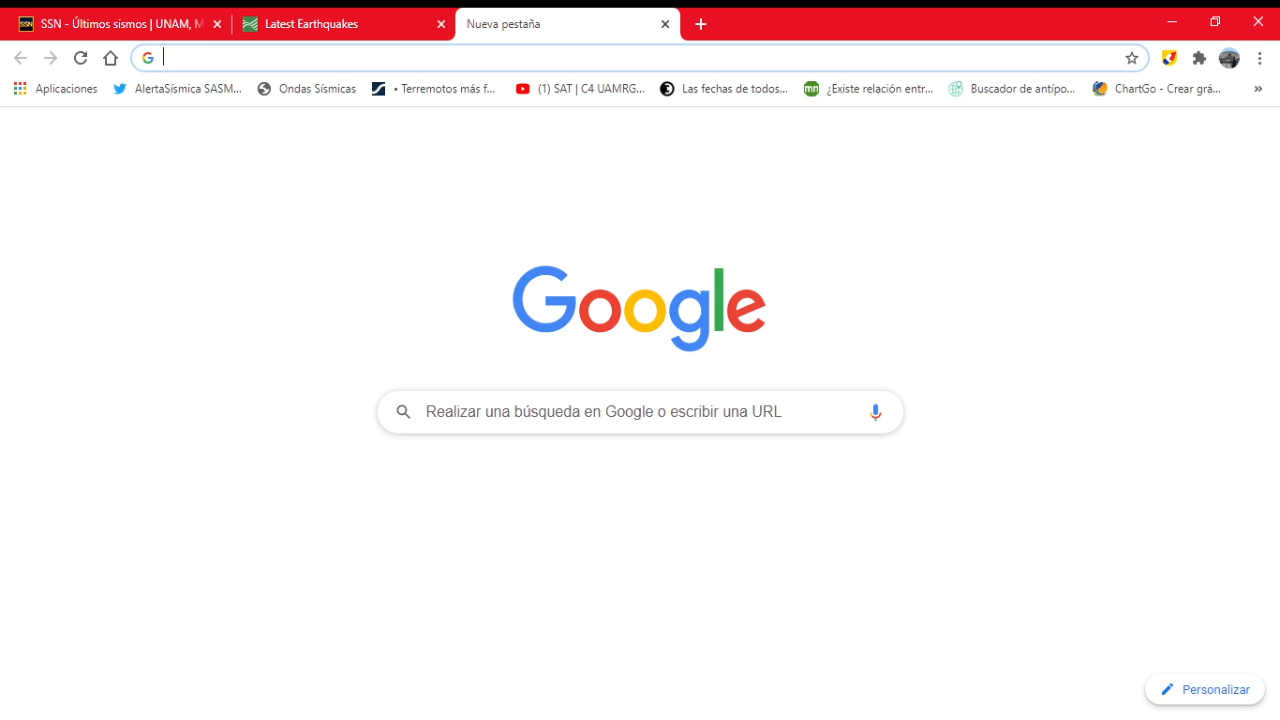 SSN - Últimos sismos | UNAM, M
Latest Earthquakes
Nueva pestaña
Aplicaciones
AlertaSísmica SASM...
Ondas Sísmicas
• Terremotos más f...
(1) SAT | C4 UAMRG...
Las fechas de todos...
¿Existe relación entr...
Buscador de antípo...
ChartGo - Crear grá...
»
Google
Realizar una búsqueda en Google o escribir una URL
Personalizar